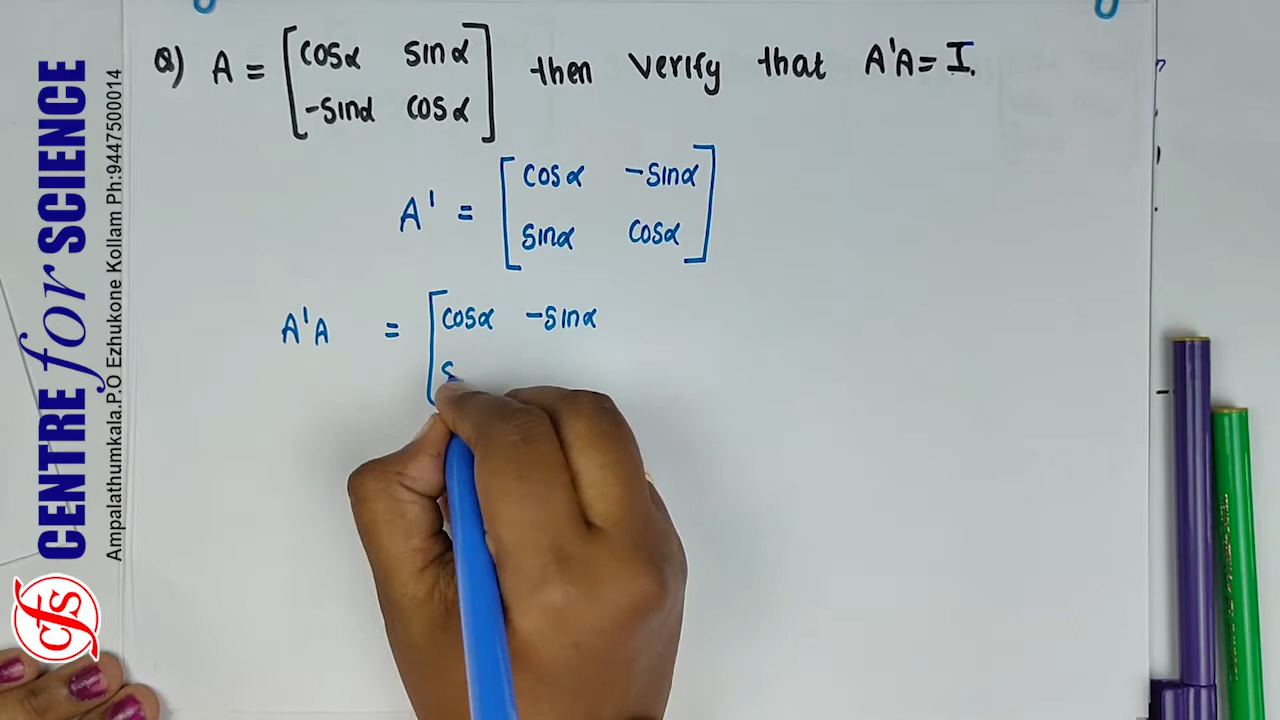 Q) A = [cosα sinα
-sinα cosα] then verify that A'A = I.
A' = [cosα -sinα
sinα cosα]
A'A = [cosα -sinα
s
CENTRE for SCIENCE
Ampalathumkala.P.O Ezhukone Kollam Ph:9447500014
cfs